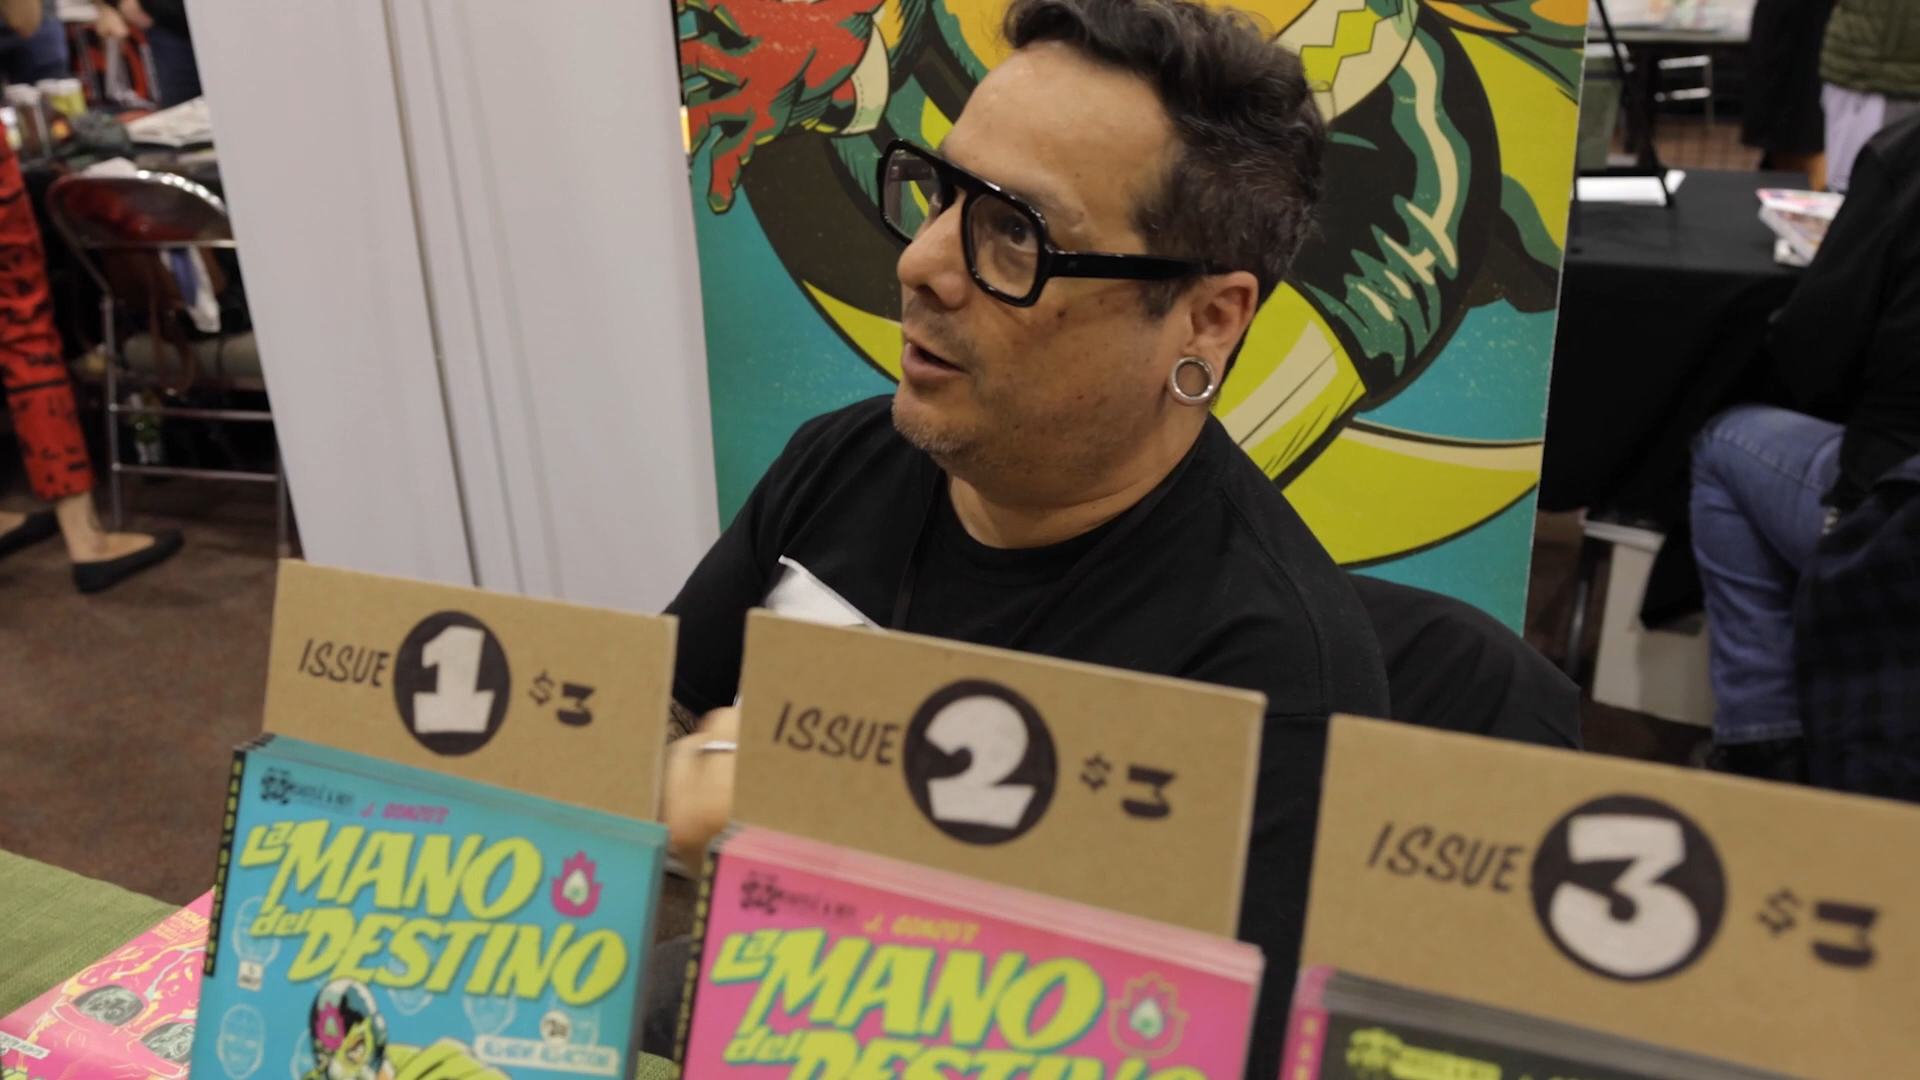 ISSUE 1 $3
ISSUE 2 $3
ISSUE 3 $3
J. GONZO'S
La MANO
del DESTINO
J. GONZO'S
La MANO
del DESTINO